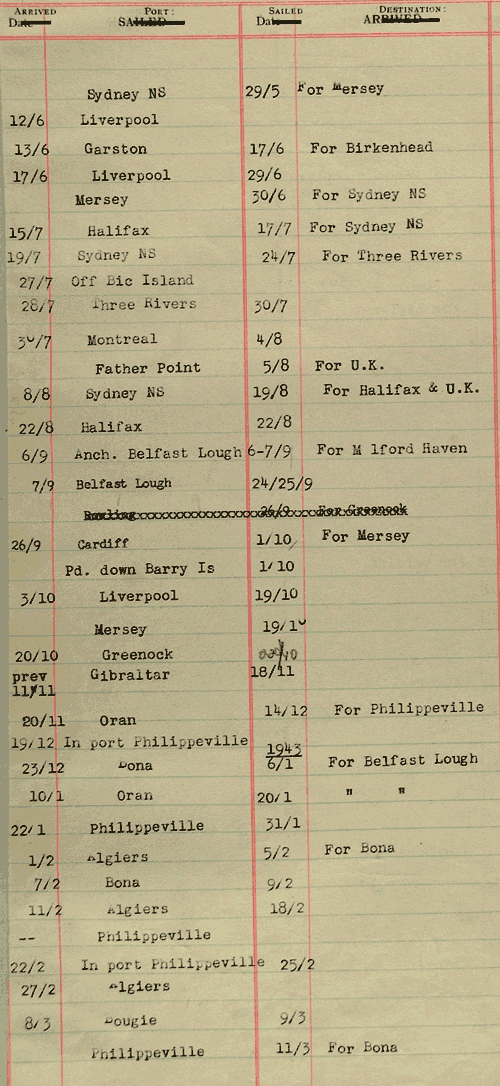 ARRIVED PORT: SAILED DESTINATION:
Date SAILED Date ARRIVED
Sydney NS 29/5 For Mersey
12/6 Liverpool
13/6 Garston 17/6 For Birkenhead
17/6 Liverpool 29/6
Mersey 30/6 For Sydney NS
15/7 Halifax 17/7 For Sydney NS
19/7 Sydney NS 24/7 For Three Rivers
27/7 Off Bic Island
28/7 Three Rivers 30/7
30/7 Montreal 4/8
Father Point 5/8 For U.K.
8/8 Sydney NS 19/8 For Halifax & U.K.
22/8 Halifax 22/8
6/9 Anch. Belfast Lough 6-7/9 For M lford Haven
7/9 Belfast Lough 24/25/9
26/9 For Greenock
26/9 Cardiff 1/10 For Mersey
Pd. down Barry Is 1/10
3/10 Liverpool 19/10
Mersey 19/10
20/10 Greenock
prev Gibraltar 18/11
11/11
20/11 Oran 14/12 For Philippeville
19/12 In port Philippeville 1943
23/12 Bona 6/1 For Belfast Lough
10/1 Oran 20/1 " "
22/1 Philippeville 31/1
1/2 Algiers 5/2 For Bona
7/2 Bona 9/2
11/2 Algiers 18/2
-- Philippeville
22/2 In port Philippeville 25/2
27/2 Algiers
8/3 Bougie 9/3
Philippeville 11/3 For Bona